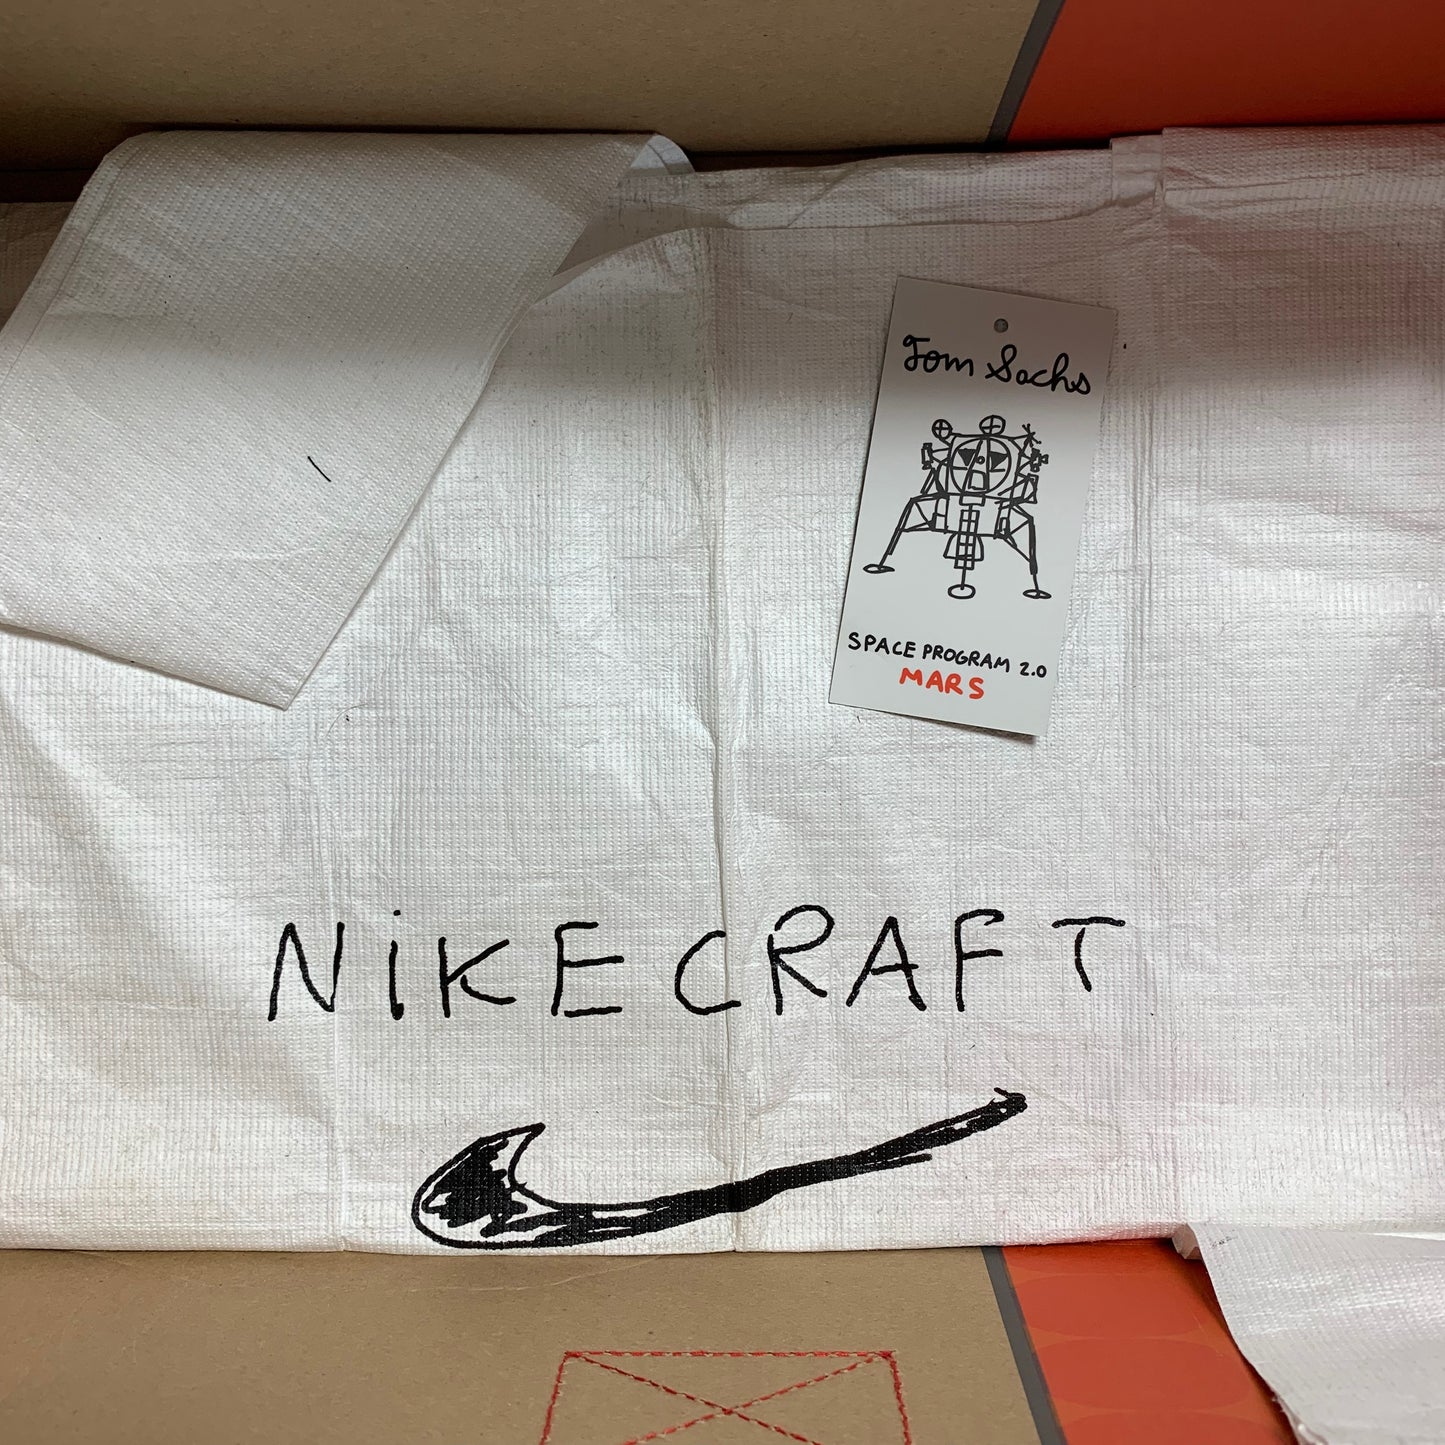 Tom Sachs
SPACE PROGRAM 2.0
MARS
NiKECRAFT